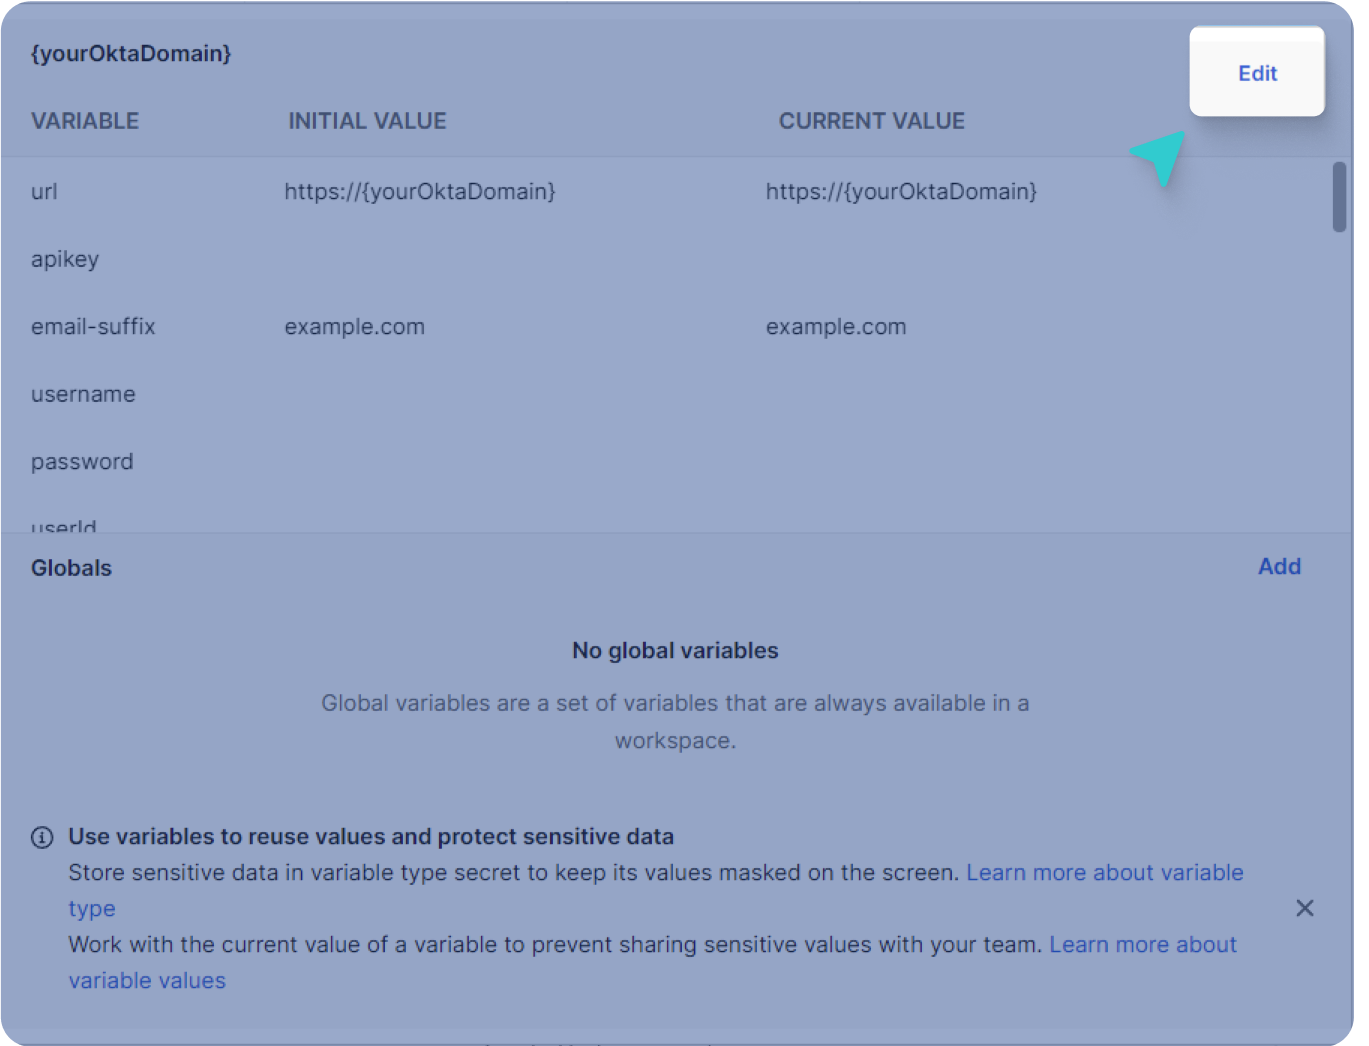 {yourOktaDomain}
Edit
VARIABLE INITIAL VALUE CURRENT VALUE
url https://{yourOktaDomain} https://{yourOktaDomain}
apikey
email-suffix example.com example.com
username
password
userId
Globals Add
No global variables
Global variables are a set of variables that are always available in a
workspace.
Use variables to reuse values and protect sensitive data
Store sensitive data in variable type secret to keep its values masked on the screen. Learn more about variable
type
Work with the current value of a variable to prevent sharing sensitive values with your team. Learn more about
variable values